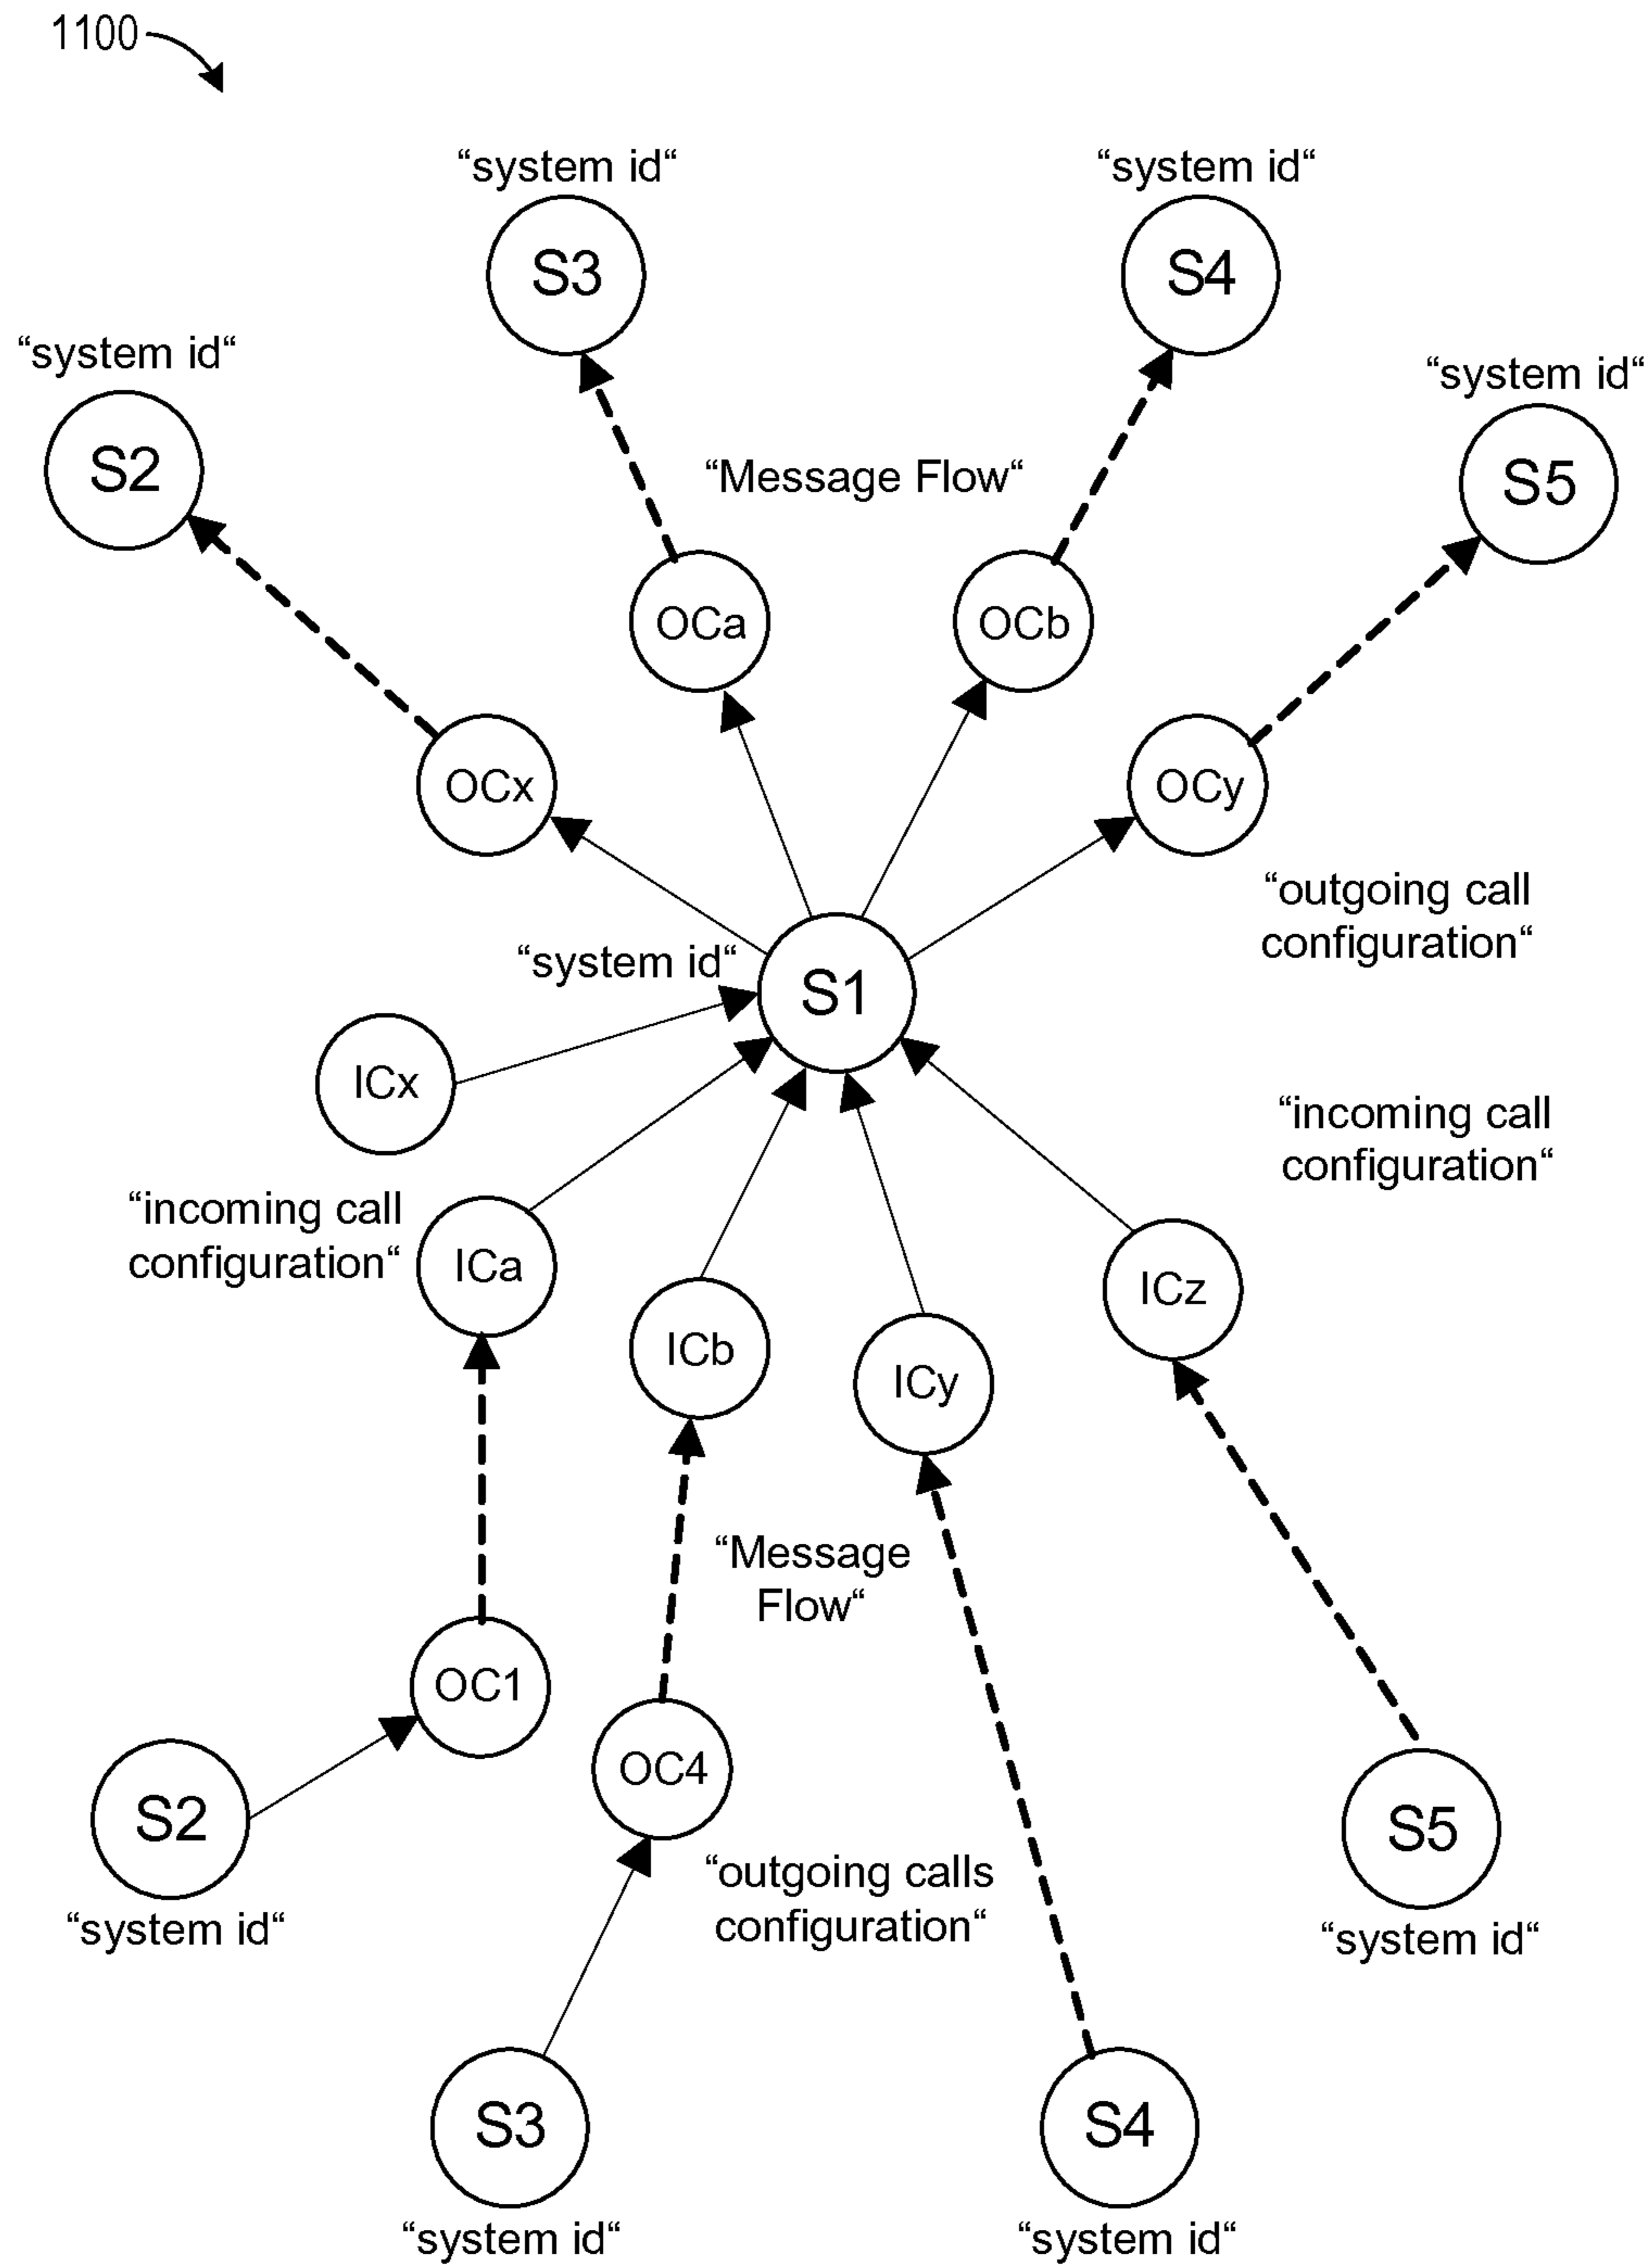 1100
“system id“
“system id“
S3
S4
“system id“
“system id“
S2
“Message Flow“
S5
OCa
OCb
OCx
OCy
“outgoing call
configuration“
“system id“
S1
ICx
“incoming call
configuration“
“incoming call
configuration“
ICa
ICz
ICb
ICy
“Message
Flow“
OC1
OC4
S2
S5
“outgoing calls
configuration“
“system id“
“system id“
S3
S4
“system id“
“system id“